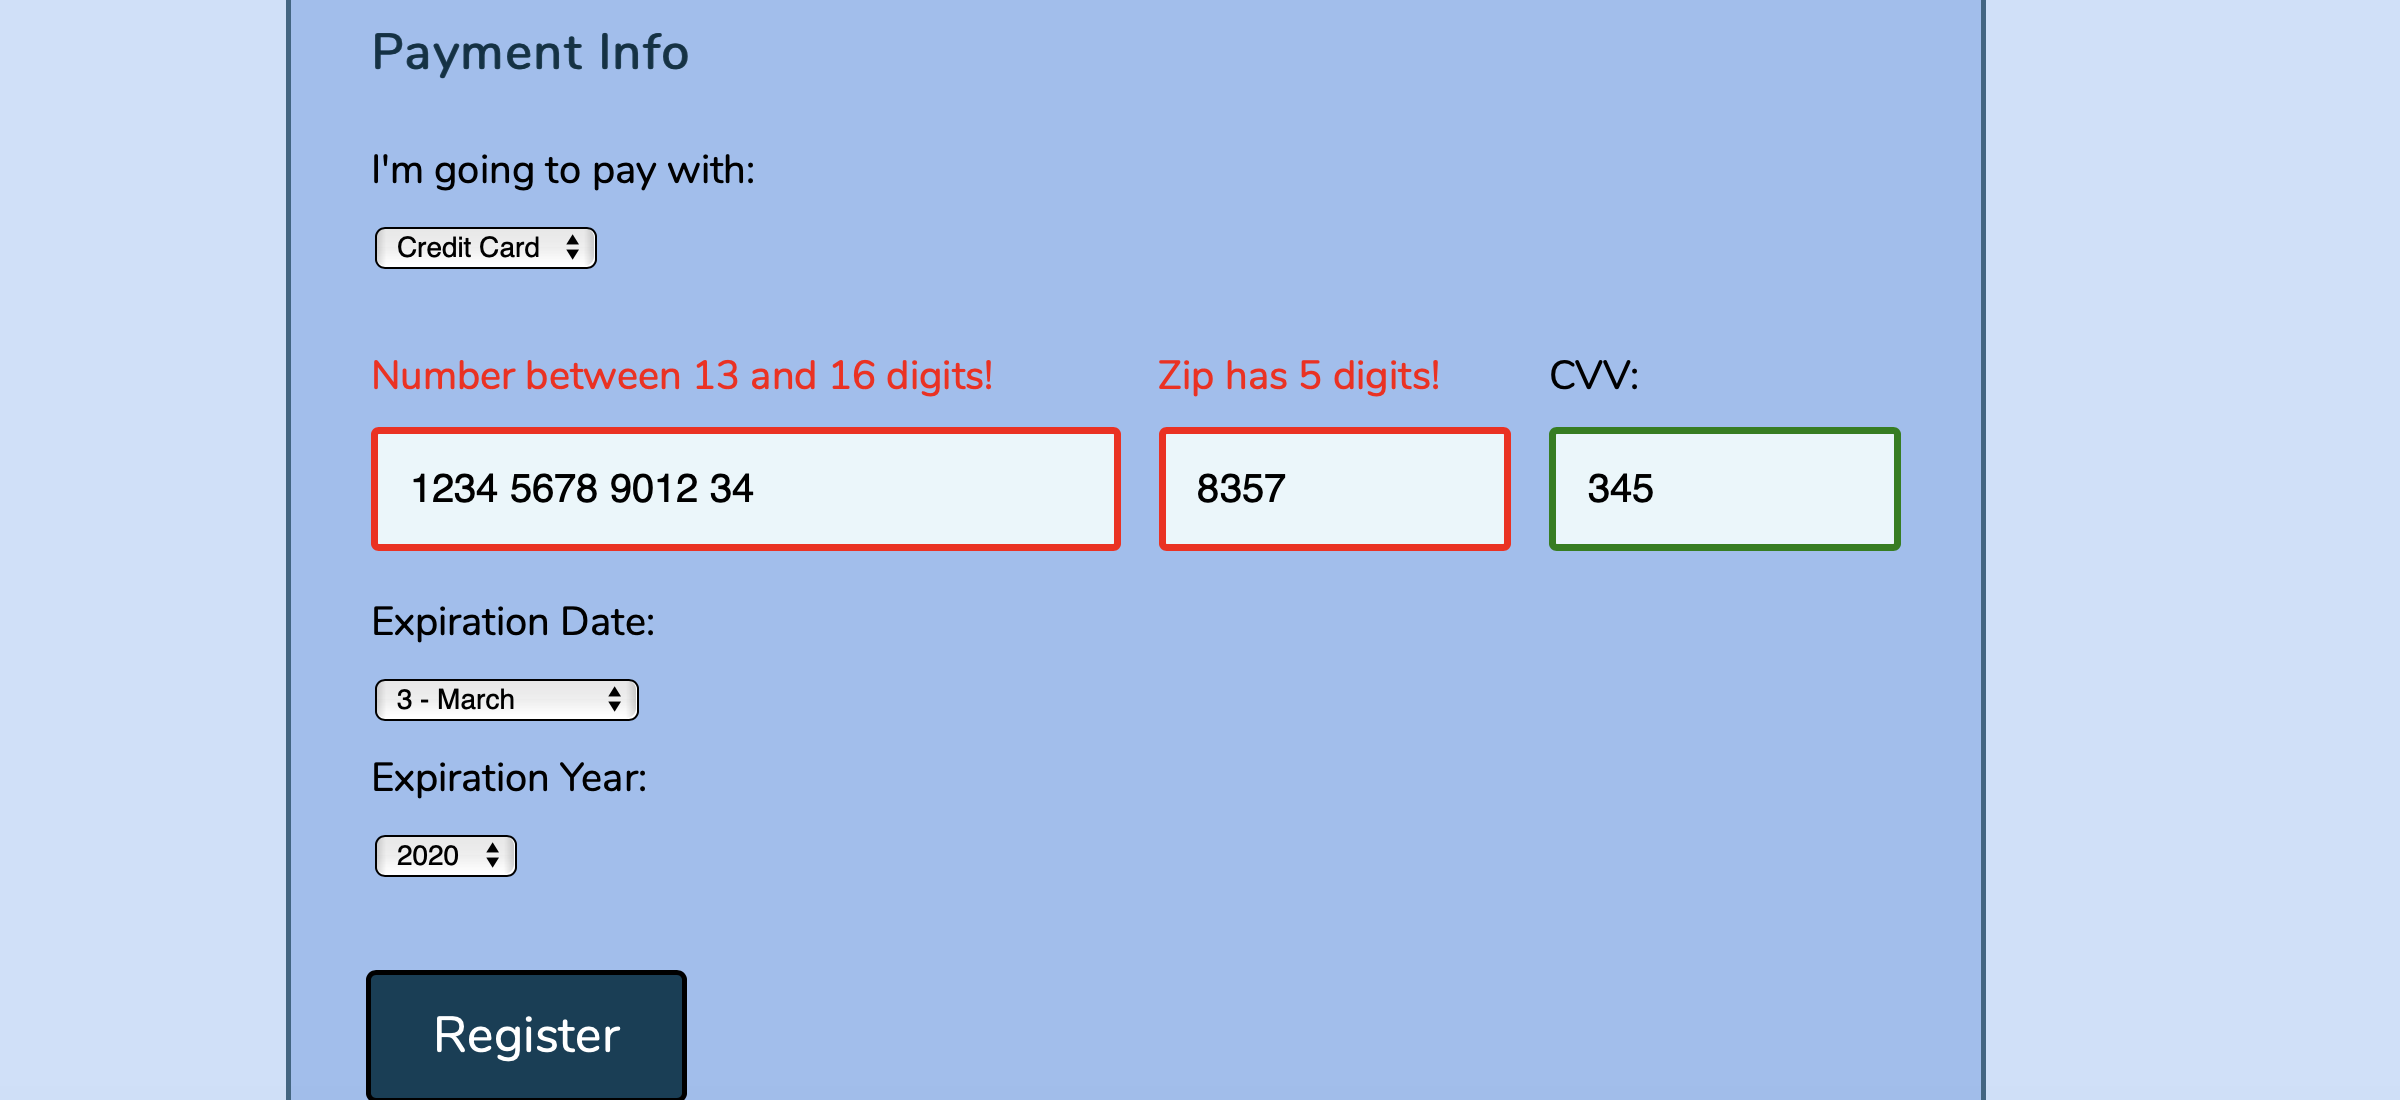 Payment Info
I'm going to pay with:
Credit Card
Number between 13 and 16 digits! Zip has 5 digits! CVV:
1234 5678 9012 34 8357 345
Expiration Date:
3 - March
Expiration Year:
2020
Register